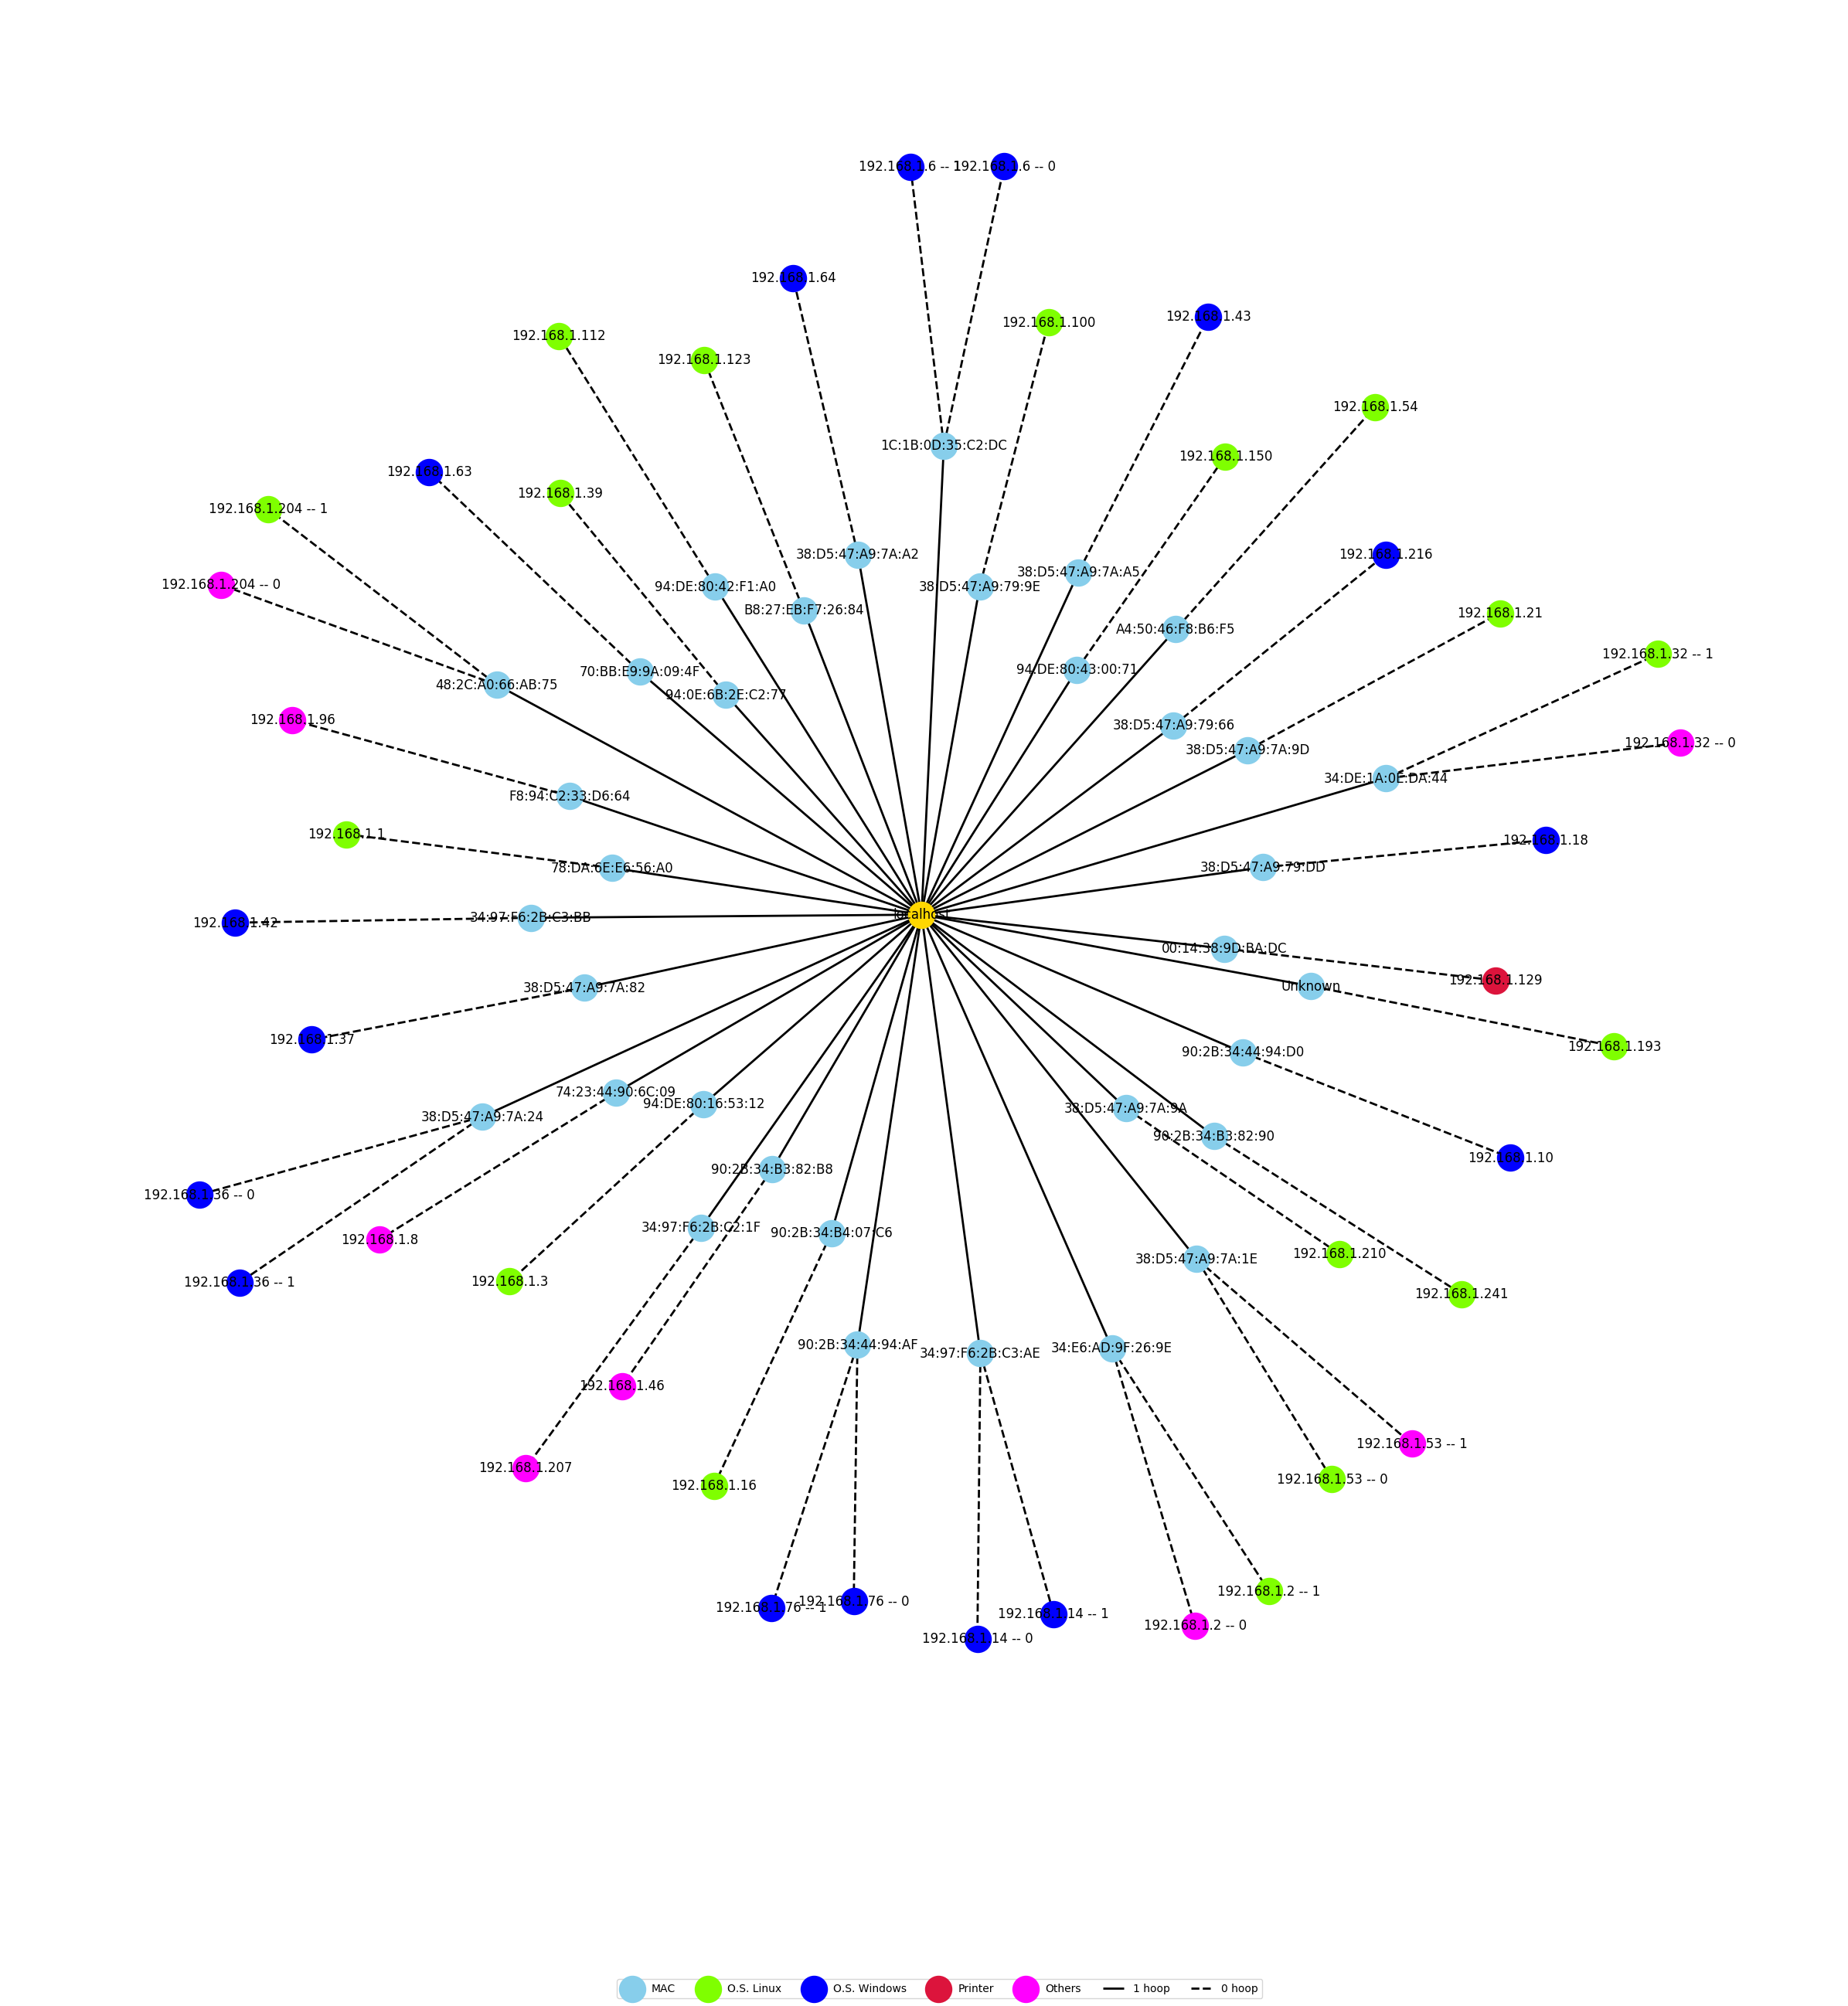 192.168.1.6 -- 1
192.168.1.6 -- 0
192.168.1.64
192.168.1.43
192.168.1.100
192.168.1.112
192.168.1.123
192.168.1.54
1C:1B:0D:35:C2:DC
192.168.1.150
192.168.1.63
192.168.1.39
192.168.1.204 -- 1
38:D5:47:A9:7A:A2
192.168.1.216
38:D5:47:A9:7A:A5
192.168.1.204 -- 0
94:DE:80:42:F1:A0
38:D5:47:A9:79:9E
B8:27:EB:F7:26:84
192.168.1.21
A4:50:46:F8:B6:F5
192.168.1.32 -- 1
70:BB:E9:9A:09:4F
94:DE:80:43:00:71
48:2C:A0:66:AB:75
94:0E:6B:2E:C2:77
192.168.1.96
38:D5:47:A9:79:66
192.168.1.32 -- 0
38:D5:47:A9:7A:9D
34:DE:1A:0E:DA:44
F8:94:C2:33:D6:64
192.168.1.1
192.168.1.18
78:DA:6E:E6:56:A0
38:D5:47:A9:79:DD
localhost
34:97:F6:2B:C3:BB
192.168.1.42
00:14:38:9D:BA:DC
192.168.1.129
Unknown
38:D5:47:A9:7A:82
192.168.1.37
192.168.1.193
90:2B:34:44:94:D0
74:23:44:90:6C:09
94:DE:80:16:53:12
38:D5:47:A9:7A:9A
38:D5:47:A9:7A:24
90:2B:34:B3:82:90
192.168.1.10
90:2B:34:B3:82:B8
192.168.1.36 -- 0
34:97:F6:2B:C2:1F
90:2B:34:B4:07:C6
192.168.1.8
192.168.1.210
38:D5:47:A9:7A:1E
192.168.1.3
192.168.1.36 -- 1
192.168.1.241
90:2B:34:44:94:AF
34:E6:AD:9F:26:9E
34:97:F6:2B:C3:AE
192.168.1.46
192.168.1.53 -- 1
192.168.1.207
192.168.1.53 -- 0
192.168.1.16
192.168.1.2 -- 1
192.168.1.76 -- 0
192.168.1.76 -- 1
192.168.1.14 -- 1
192.168.1.2 -- 0
192.168.1.14 -- 0
MAC O.S. Linux O.S. Windows Printer Others 1 hoop 0 hoop